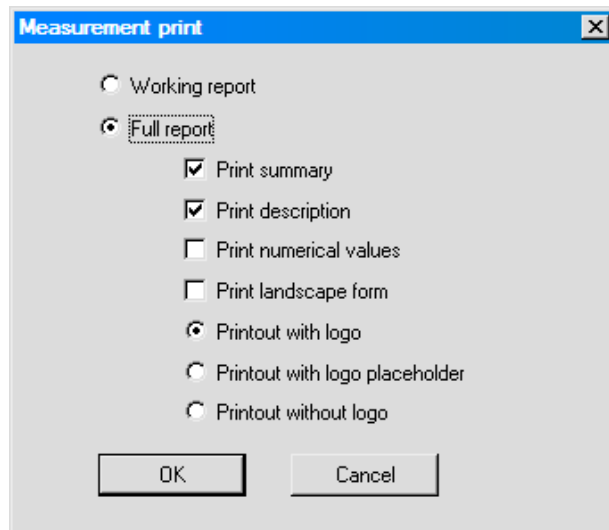 Measurement print
Working report
Full report
Print summary
Print description
Print numerical values
Print landscape form
Printout with logo
Printout with logo placeholder
Printout without logo
OK Cancel